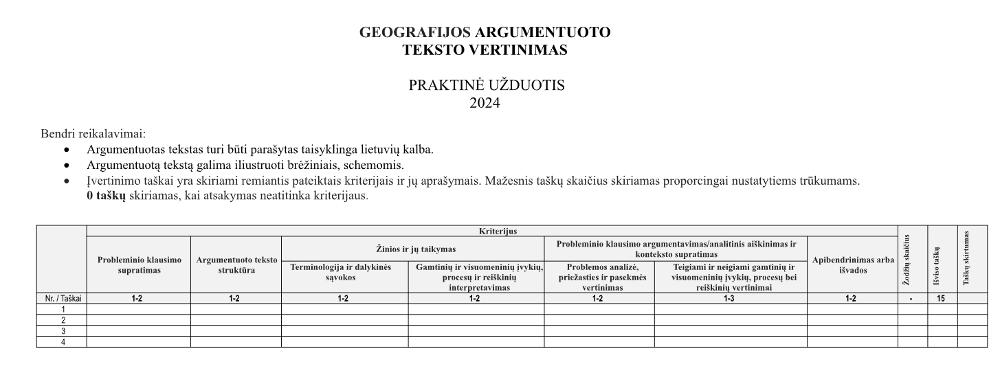 GEOGRAFIJOS ARGUMENTUOTO
TEKSTO VERTINIMAS
PRAKTINĖ UŽDUOTIS
2024
Bendri reikalavimai:
• Argumentuotas tekstas turi būti parašytas taisyklinga lietuvių kalba.
• Argumentuotą tekstą galima iliustruoti brėžiniais, schemomis.
• Įvertinimo taškai yra skiriami remiantis pateiktais kriterijais ir jų aprašymais. Mažesnis taškų skaičius skiriamas proporcingai nustatytiems trūkumams.
0 taškų skiriamas, kai atsakymas neatitinka kriterijaus.
Kriterijus
Probleminio klausimo
supratimas
Argumentuoto teksto
struktūra
Žinios ir jų taikymas
Terminologija ir dalykinės
sąvokos
Gamtinių ir visuomeninių įvykių,
procesų ir reiškinių
interpretavimas
Probleminio klausimo argumentavimas/analitinis aiškinimas ir
konteksto supratimas
Problemos analizė,
priežasties ir pasekmės
vertinimas
Teigiami ir neigiami gamtinių ir
visuomeninių įvykių, procesų bei
reiškinių vertinimai
Apibendrinimas arba
išvados
Žodžių skaičius
Išviso taškų
Taškų skirtumas
Nr. / Taškai 1-2 1-2 1-2 1-2 1-2 1-3 1-2 - 15
1
2
3
4